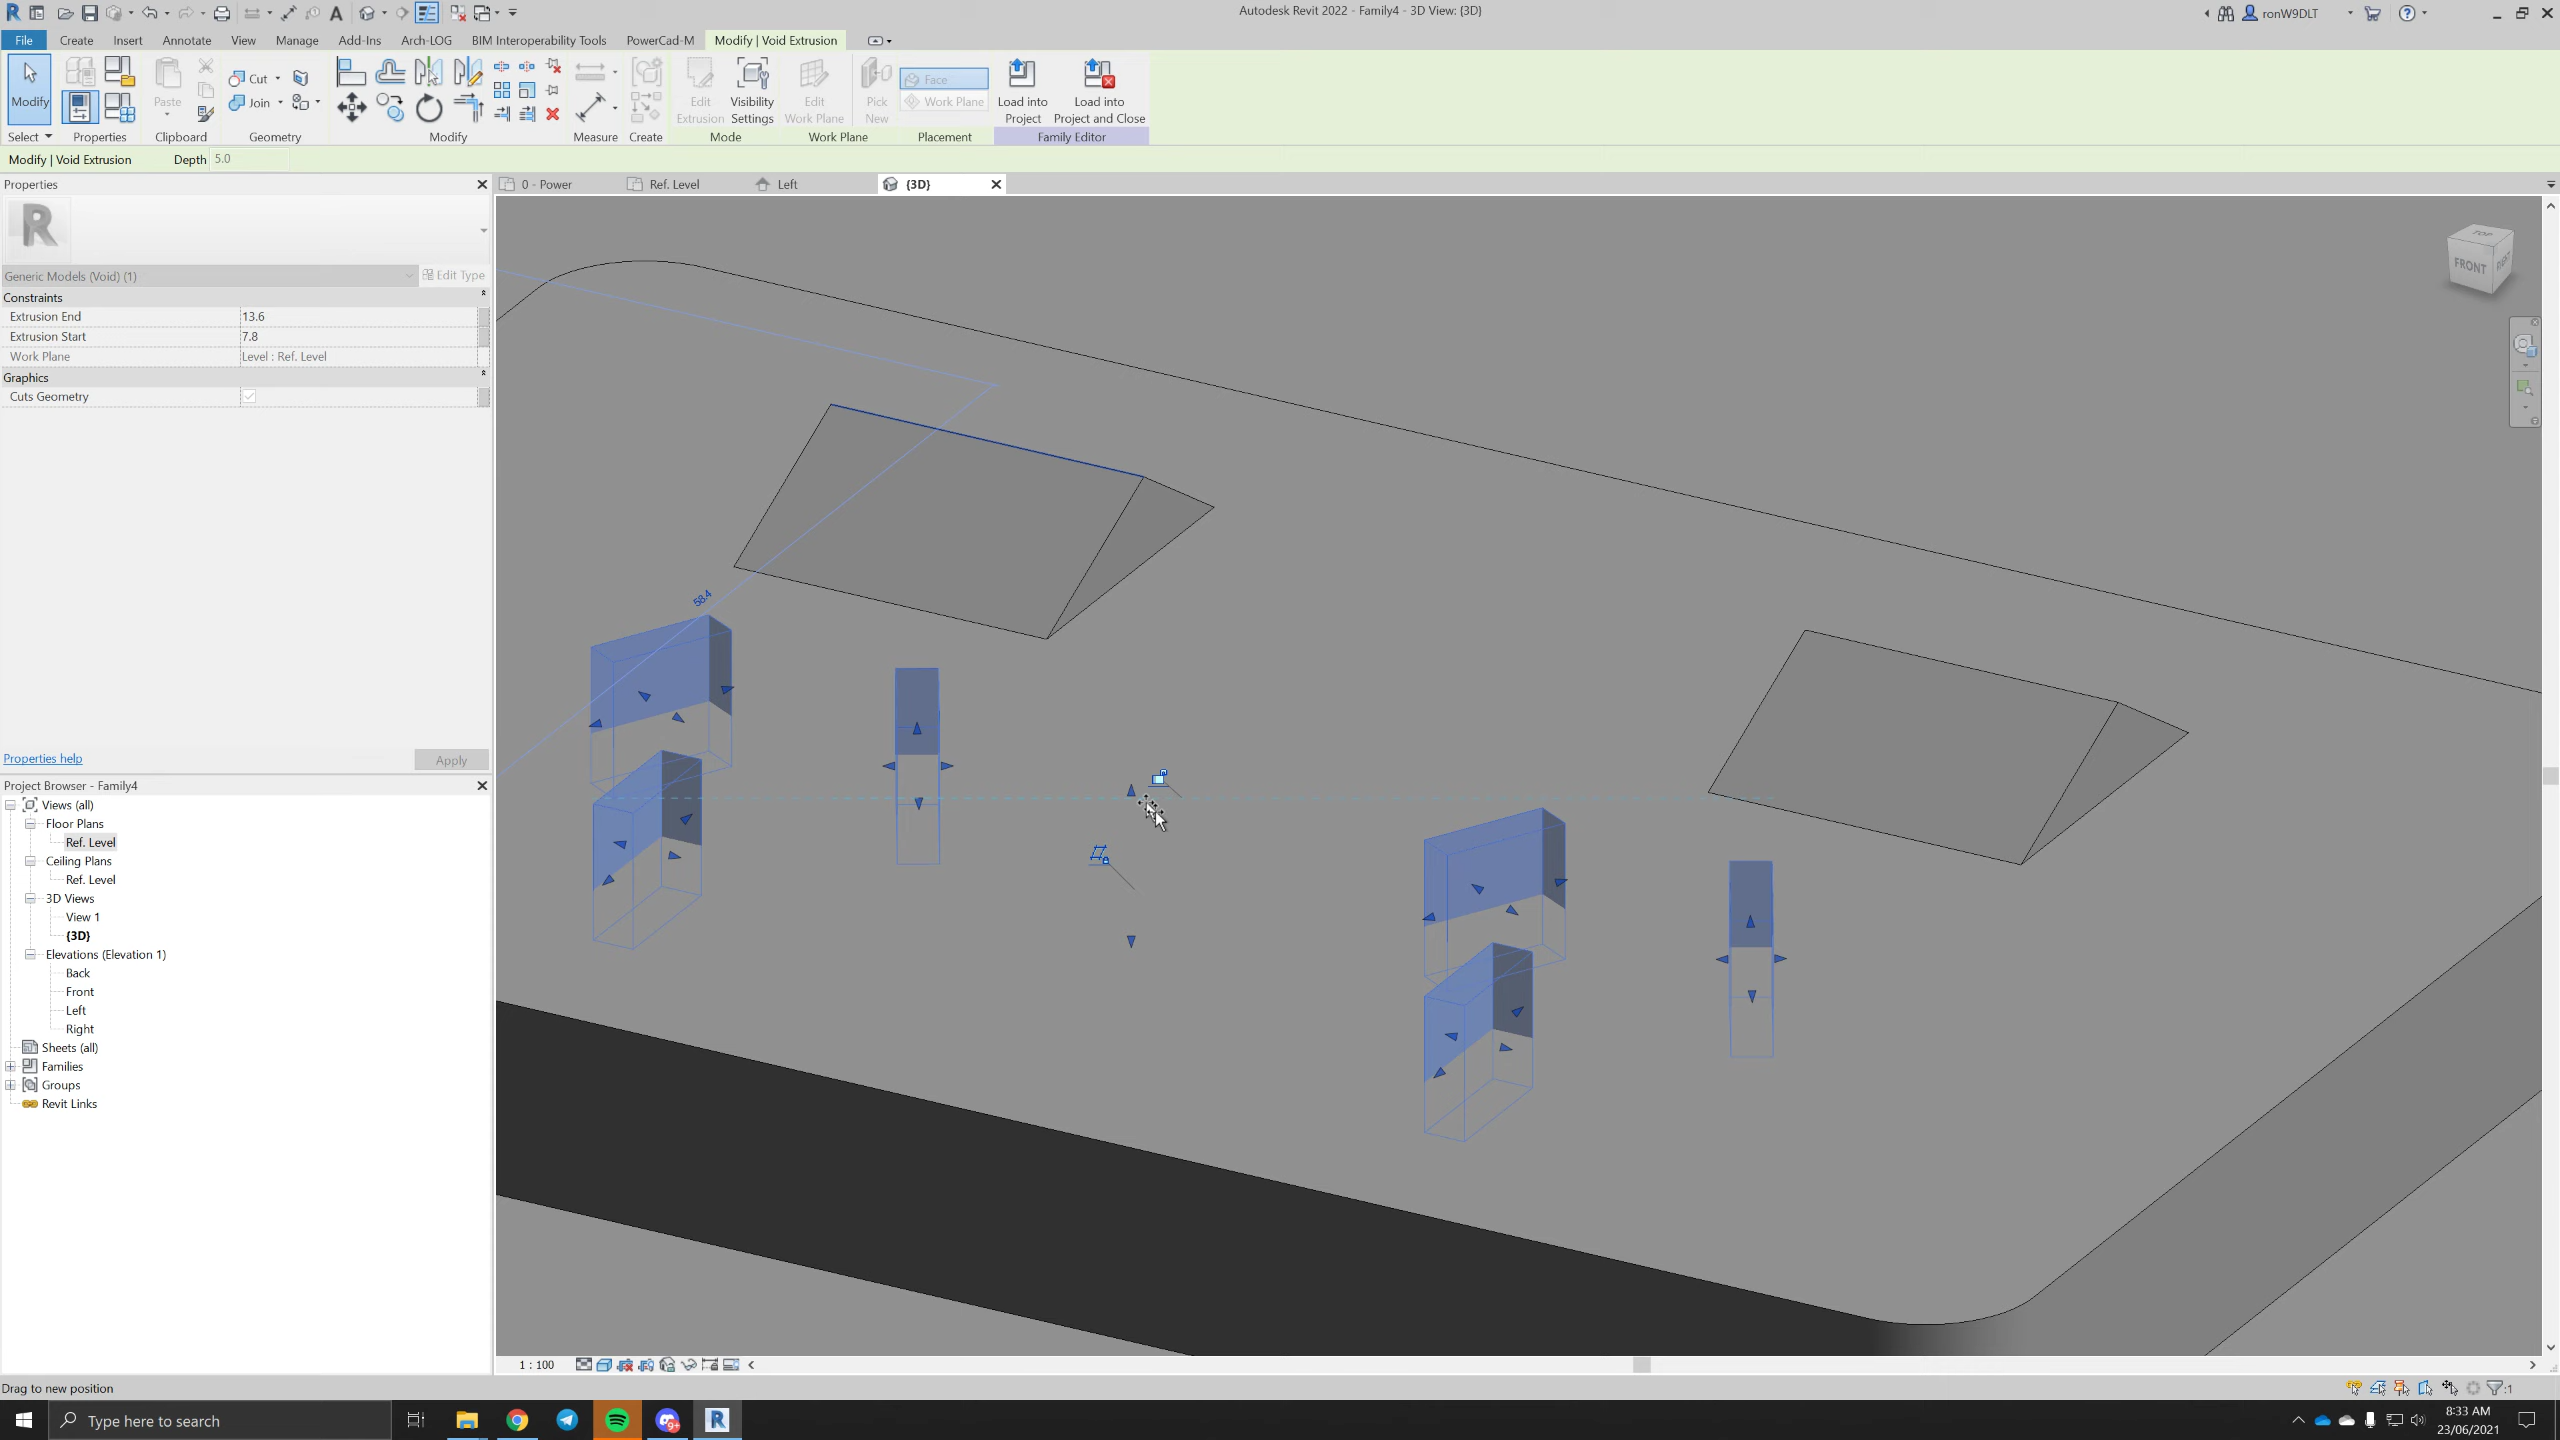 Autodesk Revit 2022 - Family4 - 3D View: {3D}
ronW9DLT
File Create Insert Annotate View Manage Add-Ins Arch-LOG BIM Interoperability Tools PowerCad-M Modify | Void Extrusion
Modify
Paste
Cut
Join
Edit Extrusion
Visibility Settings
Edit Work Plane
Pick New
Face
Work Plane
Load into Project
Load into Project and Close
Select Properties Clipboard Geometry Modify Measure Create Mode Work Plane Placement Family Editor
Modify | Void Extrusion Depth 5.0
Properties
0 - Power Ref. Level Left {3D}
R
Generic Models (Void) (1) Edit Type
Constraints
Extrusion End 13.6
Extrusion Start 7.8
Work Plane Level : Ref. Level
Graphics
Cuts Geometry
TOP
FRONT
RIGHT
58.4
Properties help Apply
Project Browser - Family4
Views (all)
Floor Plans
Ref. Level
Ceiling Plans
Ref. Level
3D Views
View 1
{3D}
Elevations (Elevation 1)
Back
Front
Left
Right
Sheets (all)
Families
Groups
Revit Links
1 : 100
Drag to new position
:1
Type here to search
9+
8:33 AM
23/06/2021